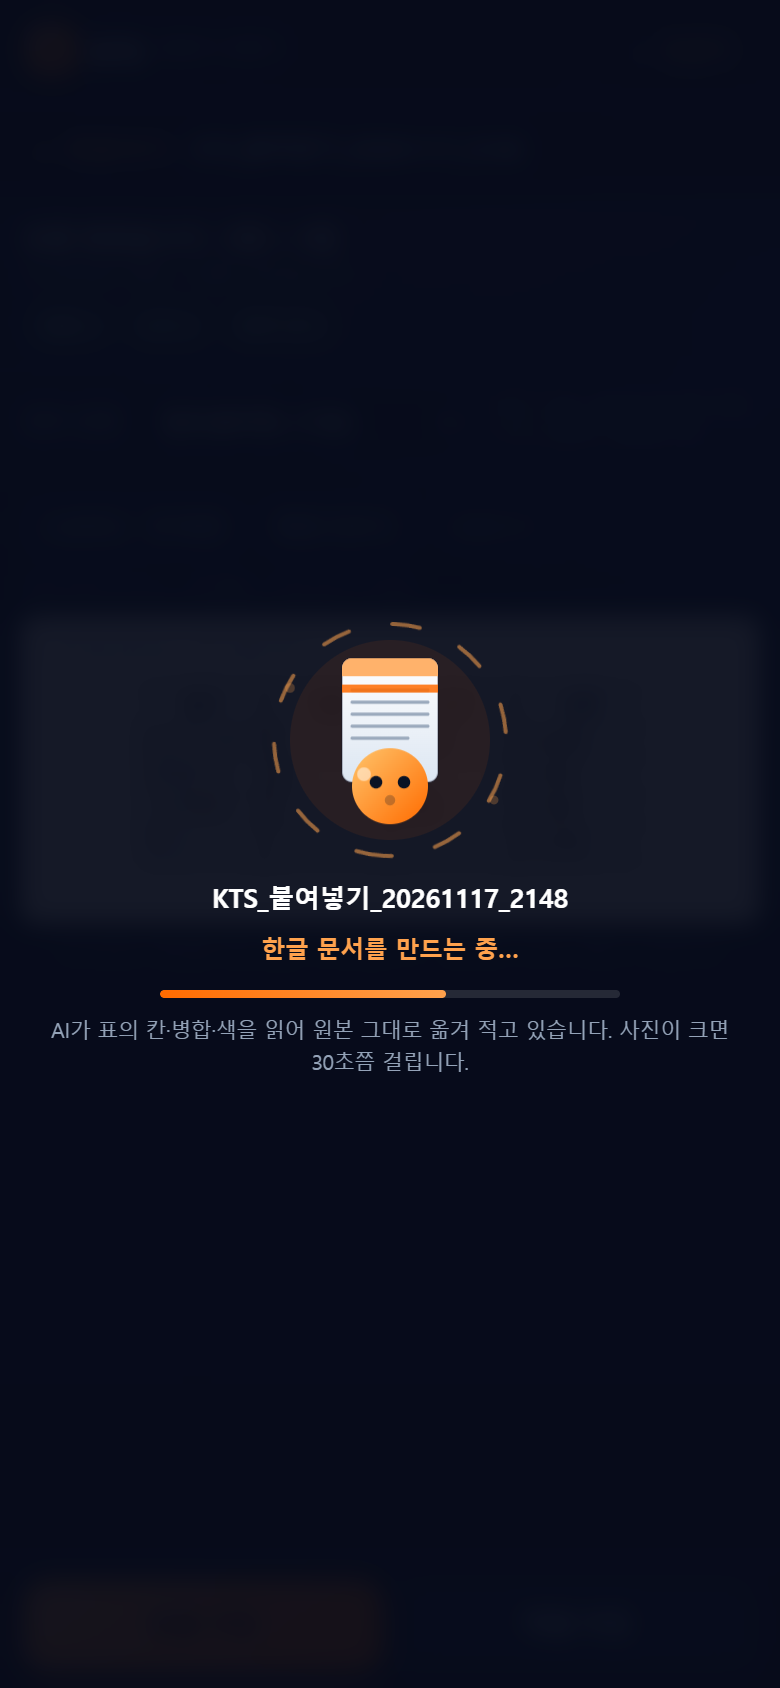 KTS_붙여넣기_20261117_2148
한글 문서를 만드는 중...
AI가 표의 칸·병합·색을 읽어 원본 그대로 옮겨 적고 있습니다. 사진이 크면
30초쯤 걸립니다.